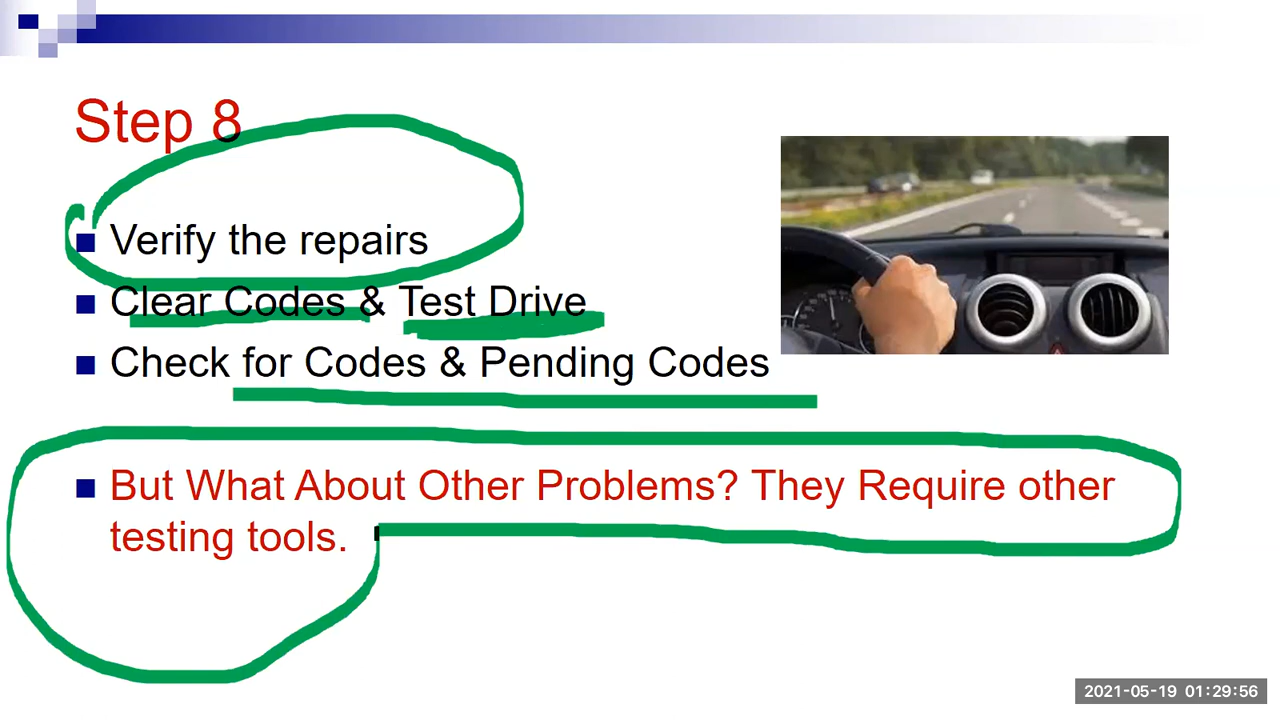 Step 8
Verify the repairs
Clear Codes & Test Drive
Check for Codes & Pending Codes
But What About Other Problems? They Require other
testing tools.
2021-05-19 01:29:56